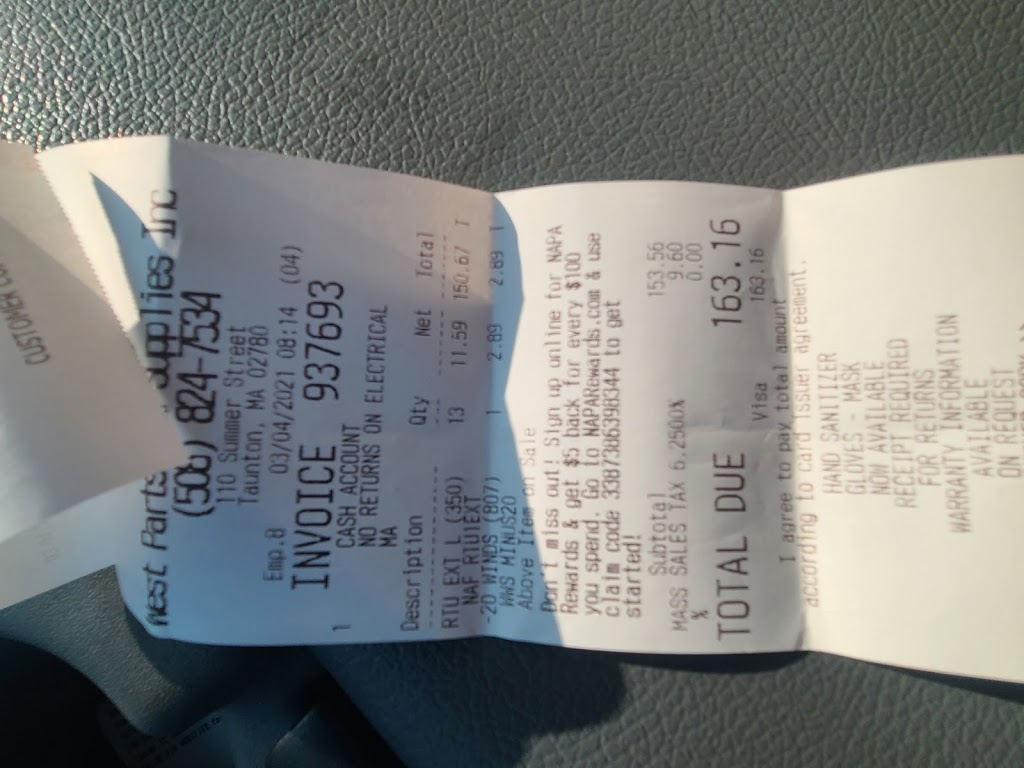 CUSTOMER
West Parts Supplies Inc
(508) 824-7534
110 Summer Street
Taunton, MA 02780
Emp.8 03/04/2021 08:14 (04)
INVOICE 937693
1 CASH ACCOUNT
NO RETURNS ON ELECTRICAL
MA
Description Qty Net Total
RTU EXT L (350) 13 11.59 150.67 T
NAF RTU1EXT
-20 WINDS (807) 1 2.89 2.89 T
WWS MINUS20
Above Item on Sale
Don't miss out! Sign up online for NAPA
Rewards & get $5 back for every $100
you spend. Go to NAPARewards.com & use
claim code 3387386398344 to get
started!
Subtotal 153.56
MASS SALES TAX 6.2500% 9.60
% 0.00
TOTAL DUE 163.16
Visa 163.16
I agree to pay total amount
according to card issuer agreement.
HAND SANITIZER
GLOVES - MASK
NOW AVAILABLE
RECEIPT REQUIRED
FOR RETURNS
WARRANTY INFORMATION
AVAILABLE
ON REQUEST